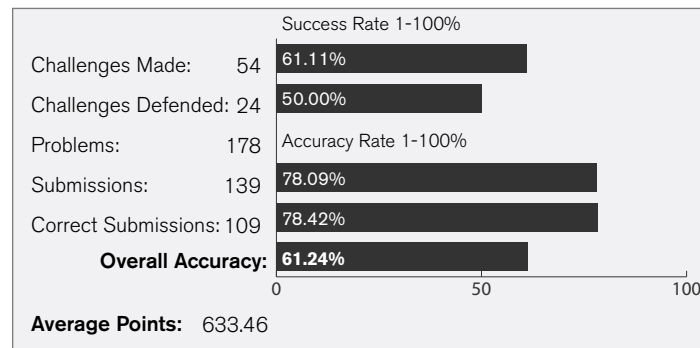 Success Rate 1-100%
Challenges Made: 54 61.11%
Challenges Defended: 24 50.00%
Problems: 178 Accuracy Rate 1-100%
Submissions: 139 78.09%
Correct Submissions: 109 78.42%
Overall Accuracy: 61.24%
0 50 100
Average Points: 633.46